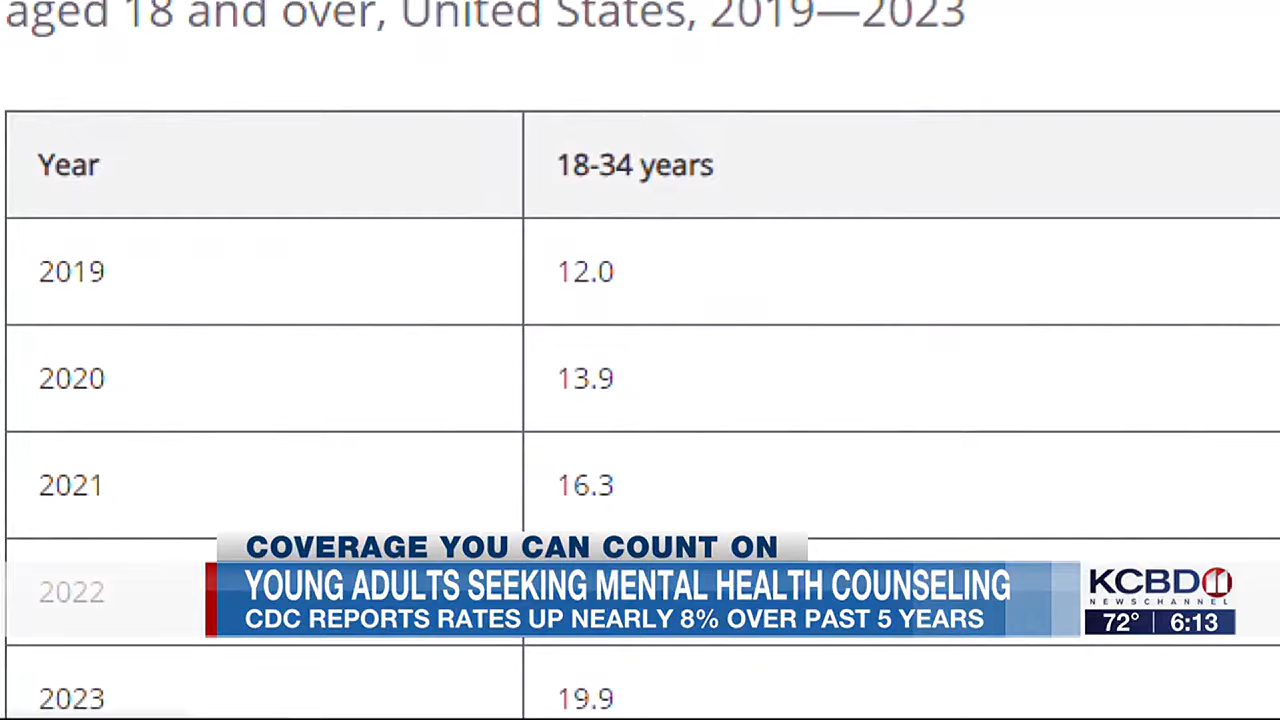 aged 18 and over, United States, 2019—2023
Year 18-34 years
2019 12.0
2020 13.9
2021 16.3
COVERAGE YOU CAN COUNT ON
2022
YOUNG ADULTS SEEKING MENTAL HEALTH COUNSELING
CDC REPORTS RATES UP NEARLY 8% OVER PAST 5 YEARS
KCBD 11
NEWSCHANNEL
72° 6:13
2023 19.9